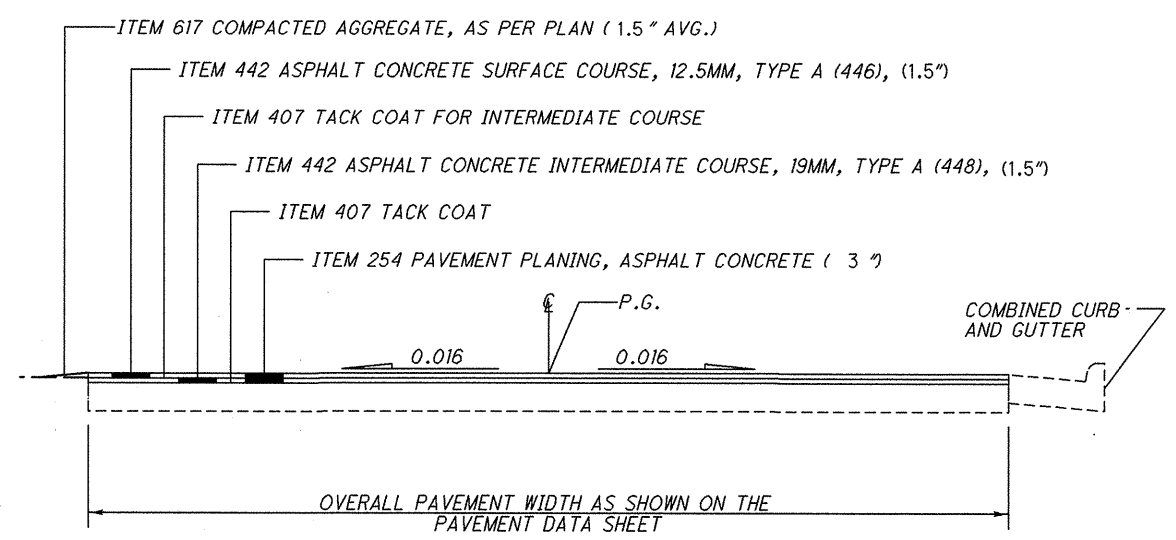 ITEM 617 COMPACTED AGGREGATE, AS PER PLAN ( 1.5 " AVG.)
ITEM 442 ASPHALT CONCRETE SURFACE COURSE, 12.5MM, TYPE A (446), (1.5")
ITEM 407 TACK COAT FOR INTERMEDIATE COURSE
ITEM 442 ASPHALT CONCRETE INTERMEDIATE COURSE, 19MM, TYPE A (448), (1.5")
ITEM 407 TACK COAT
ITEM 254 PAVEMENT PLANING, ASPHALT CONCRETE ( 3 ")
℄
P.G.
COMBINED CURB
AND GUTTER
0.016
0.016
OVERALL PAVEMENT WIDTH AS SHOWN ON THE
PAVEMENT DATA SHEET